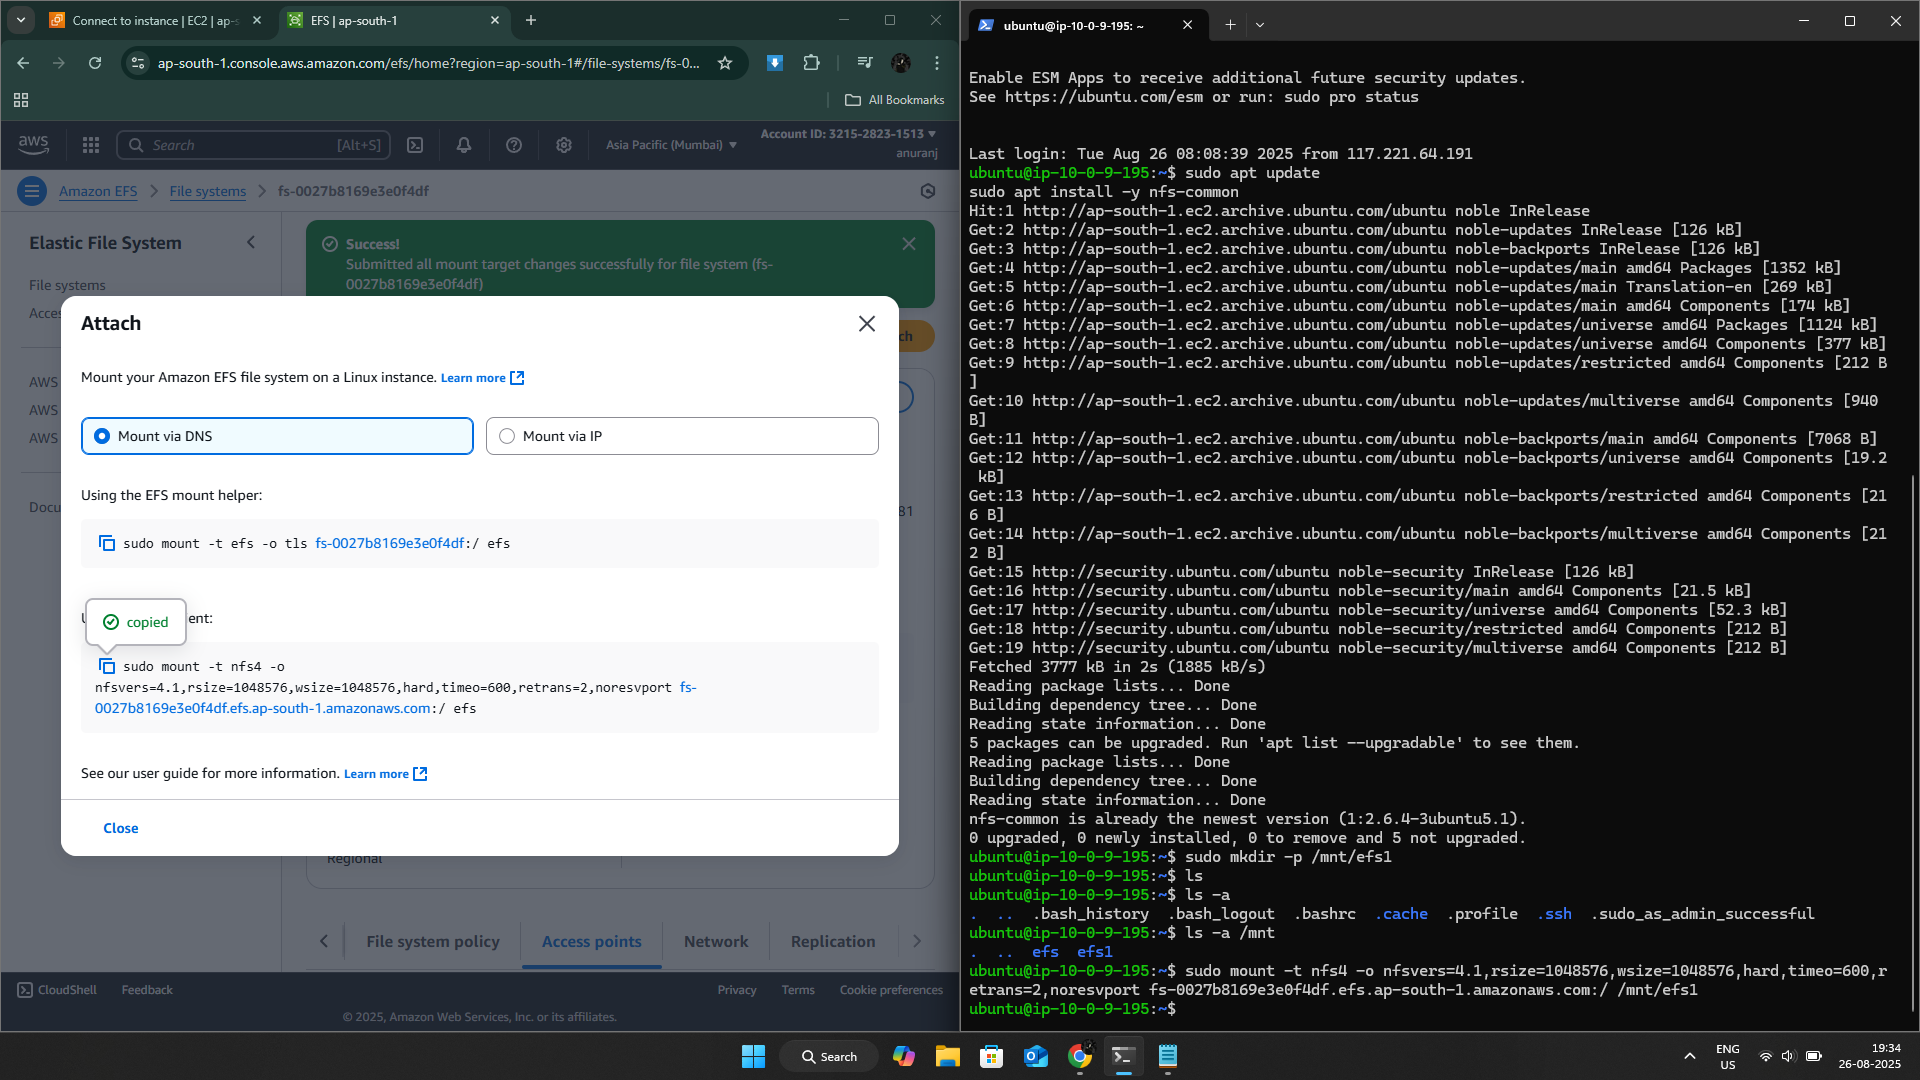 Connect to instance | EC2 | ap-s
EFS | ap-south-1
ap-south-1.console.aws.amazon.com/efs/home?region=ap-south-1#/file-systems/fs-0...
All Bookmarks
aws
Search
[Alt+S]
Asia Pacific (Mumbai)
Account ID: 3215-2823-1513
anuranj
Amazon EFS
File systems
fs-0027b8169e3e0f4df
Elastic File System
File systems
Acces
AWS
AWS
AWS
Docu
Success!
Submitted all mount target changes successfully for file system (fs-
0027b8169e3e0f4df)
ch
81
Attach
Mount your Amazon EFS file system on a Linux instance. Learn more
Mount via DNS
Mount via IP
Using the EFS mount helper:
sudo mount -t efs -o tls fs-0027b8169e3e0f4df:/ efs
copied
ent:
sudo mount -t nfs4 -o
nfsvers=4.1,rsize=1048576,wsize=1048576,hard,timeo=600,retrans=2,noresvport fs-
0027b8169e3e0f4df.efs.ap-south-1.amazonaws.com:/ efs
See our user guide for more information. Learn more
Close
Regional
File system policy
Access points
Network
Replication
CloudShell
Feedback
Privacy
Terms
Cookie preferences
© 2025, Amazon Web Services, Inc. or its affiliates.
ubuntu@ip-10-0-9-195: ~
Enable ESM Apps to receive additional future security updates.
See https://ubuntu.com/esm or run: sudo pro status
Last login: Tue Aug 26 08:08:39 2025 from 117.221.64.191
ubuntu@ip-10-0-9-195:~$ sudo apt update
sudo apt install -y nfs-common
Hit:1 http://ap-south-1.ec2.archive.ubuntu.com/ubuntu noble InRelease
Get:2 http://ap-south-1.ec2.archive.ubuntu.com/ubuntu noble-updates InRelease [126 kB]
Get:3 http://ap-south-1.ec2.archive.ubuntu.com/ubuntu noble-backports InRelease [126 kB]
Get:4 http://ap-south-1.ec2.archive.ubuntu.com/ubuntu noble-updates/main amd64 Packages [1352 kB]
Get:5 http://ap-south-1.ec2.archive.ubuntu.com/ubuntu noble-updates/main Translation-en [269 kB]
Get:6 http://ap-south-1.ec2.archive.ubuntu.com/ubuntu noble-updates/main amd64 Components [174 kB]
Get:7 http://ap-south-1.ec2.archive.ubuntu.com/ubuntu noble-updates/universe amd64 Packages [1124 kB]
Get:8 http://ap-south-1.ec2.archive.ubuntu.com/ubuntu noble-updates/universe amd64 Components [377 kB]
Get:9 http://ap-south-1.ec2.archive.ubuntu.com/ubuntu noble-updates/restricted amd64 Components [212 B
]
Get:10 http://ap-south-1.ec2.archive.ubuntu.com/ubuntu noble-updates/multiverse amd64 Components [940
B]
Get:11 http://ap-south-1.ec2.archive.ubuntu.com/ubuntu noble-backports/main amd64 Components [7068 B]
Get:12 http://ap-south-1.ec2.archive.ubuntu.com/ubuntu noble-backports/universe amd64 Components [19.2
kB]
Get:13 http://ap-south-1.ec2.archive.ubuntu.com/ubuntu noble-backports/restricted amd64 Components [21
6 B]
Get:14 http://ap-south-1.ec2.archive.ubuntu.com/ubuntu noble-backports/multiverse amd64 Components [21
2 B]
Get:15 http://security.ubuntu.com/ubuntu noble-security InRelease [126 kB]
Get:16 http://security.ubuntu.com/ubuntu noble-security/main amd64 Components [21.5 kB]
Get:17 http://security.ubuntu.com/ubuntu noble-security/universe amd64 Components [52.3 kB]
Get:18 http://security.ubuntu.com/ubuntu noble-security/restricted amd64 Components [212 B]
Get:19 http://security.ubuntu.com/ubuntu noble-security/multiverse amd64 Components [212 B]
Fetched 3777 kB in 2s (1885 kB/s)
Reading package lists... Done
Building dependency tree... Done
Reading state information... Done
5 packages can be upgraded. Run 'apt list --upgradable' to see them.
Reading package lists... Done
Building dependency tree... Done
Reading state information... Done
nfs-common is already the newest version (1:2.6.4-3ubuntu5.1).
0 upgraded, 0 newly installed, 0 to remove and 5 not upgraded.
ubuntu@ip-10-0-9-195:~$ sudo mkdir -p /mnt/efs1
ubuntu@ip-10-0-9-195:~$ ls
ubuntu@ip-10-0-9-195:~$ ls -a
. .. .bash_history .bash_logout .bashrc .cache .profile .ssh .sudo_as_admin_successful
ubuntu@ip-10-0-9-195:~$ ls -a /mnt
. .. efs efs1
ubuntu@ip-10-0-9-195:~$ sudo mount -t nfs4 -o nfsvers=4.1,rsize=1048576,wsize=1048576,hard,timeo=600,r
etrans=2,noresvport fs-0027b8169e3e0f4df.efs.ap-south-1.amazonaws.com:/ /mnt/efs1
ubuntu@ip-10-0-9-195:~$
Search
ENG
US
19:34
26-08-2025